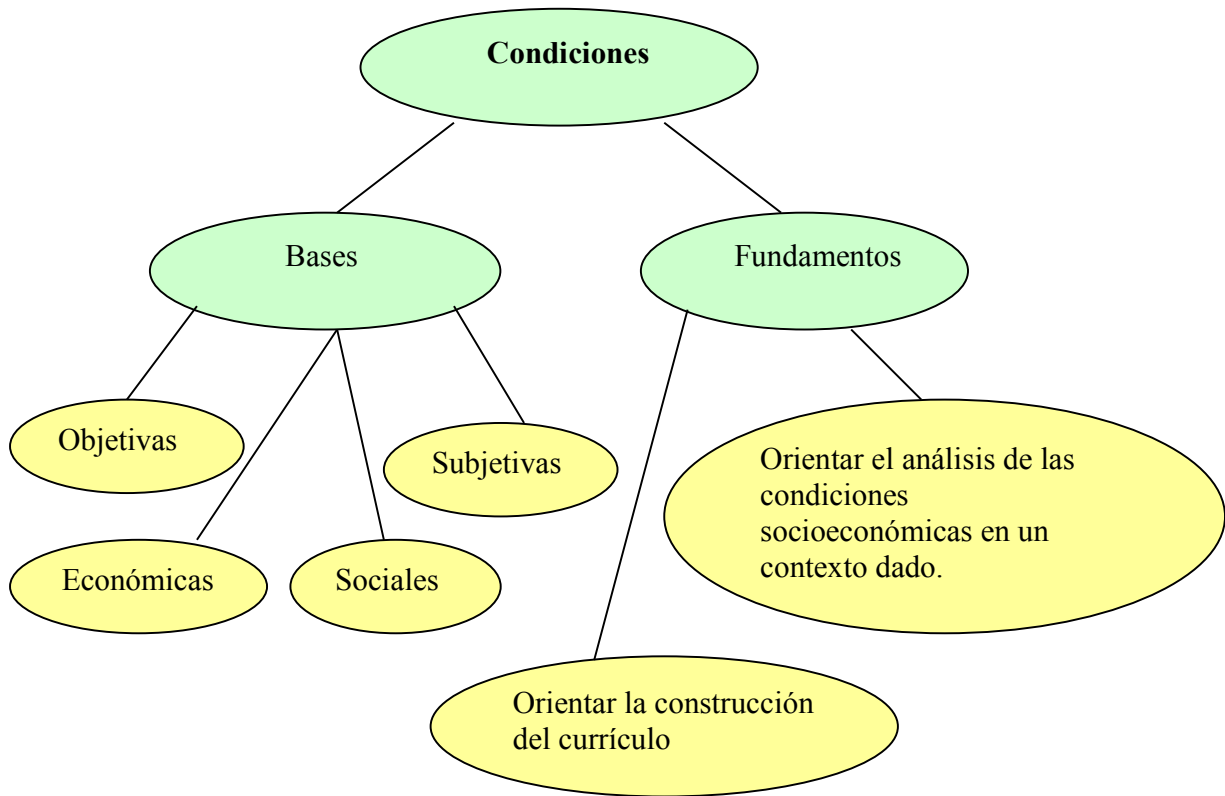 Condiciones
Bases
Fundamentos
Objetivas
Subjetivas
Económicas
Sociales
Orientar el análisis de las
condiciones
socioeconómicas en un
contexto dado.
Orientar la construcción
del currículo